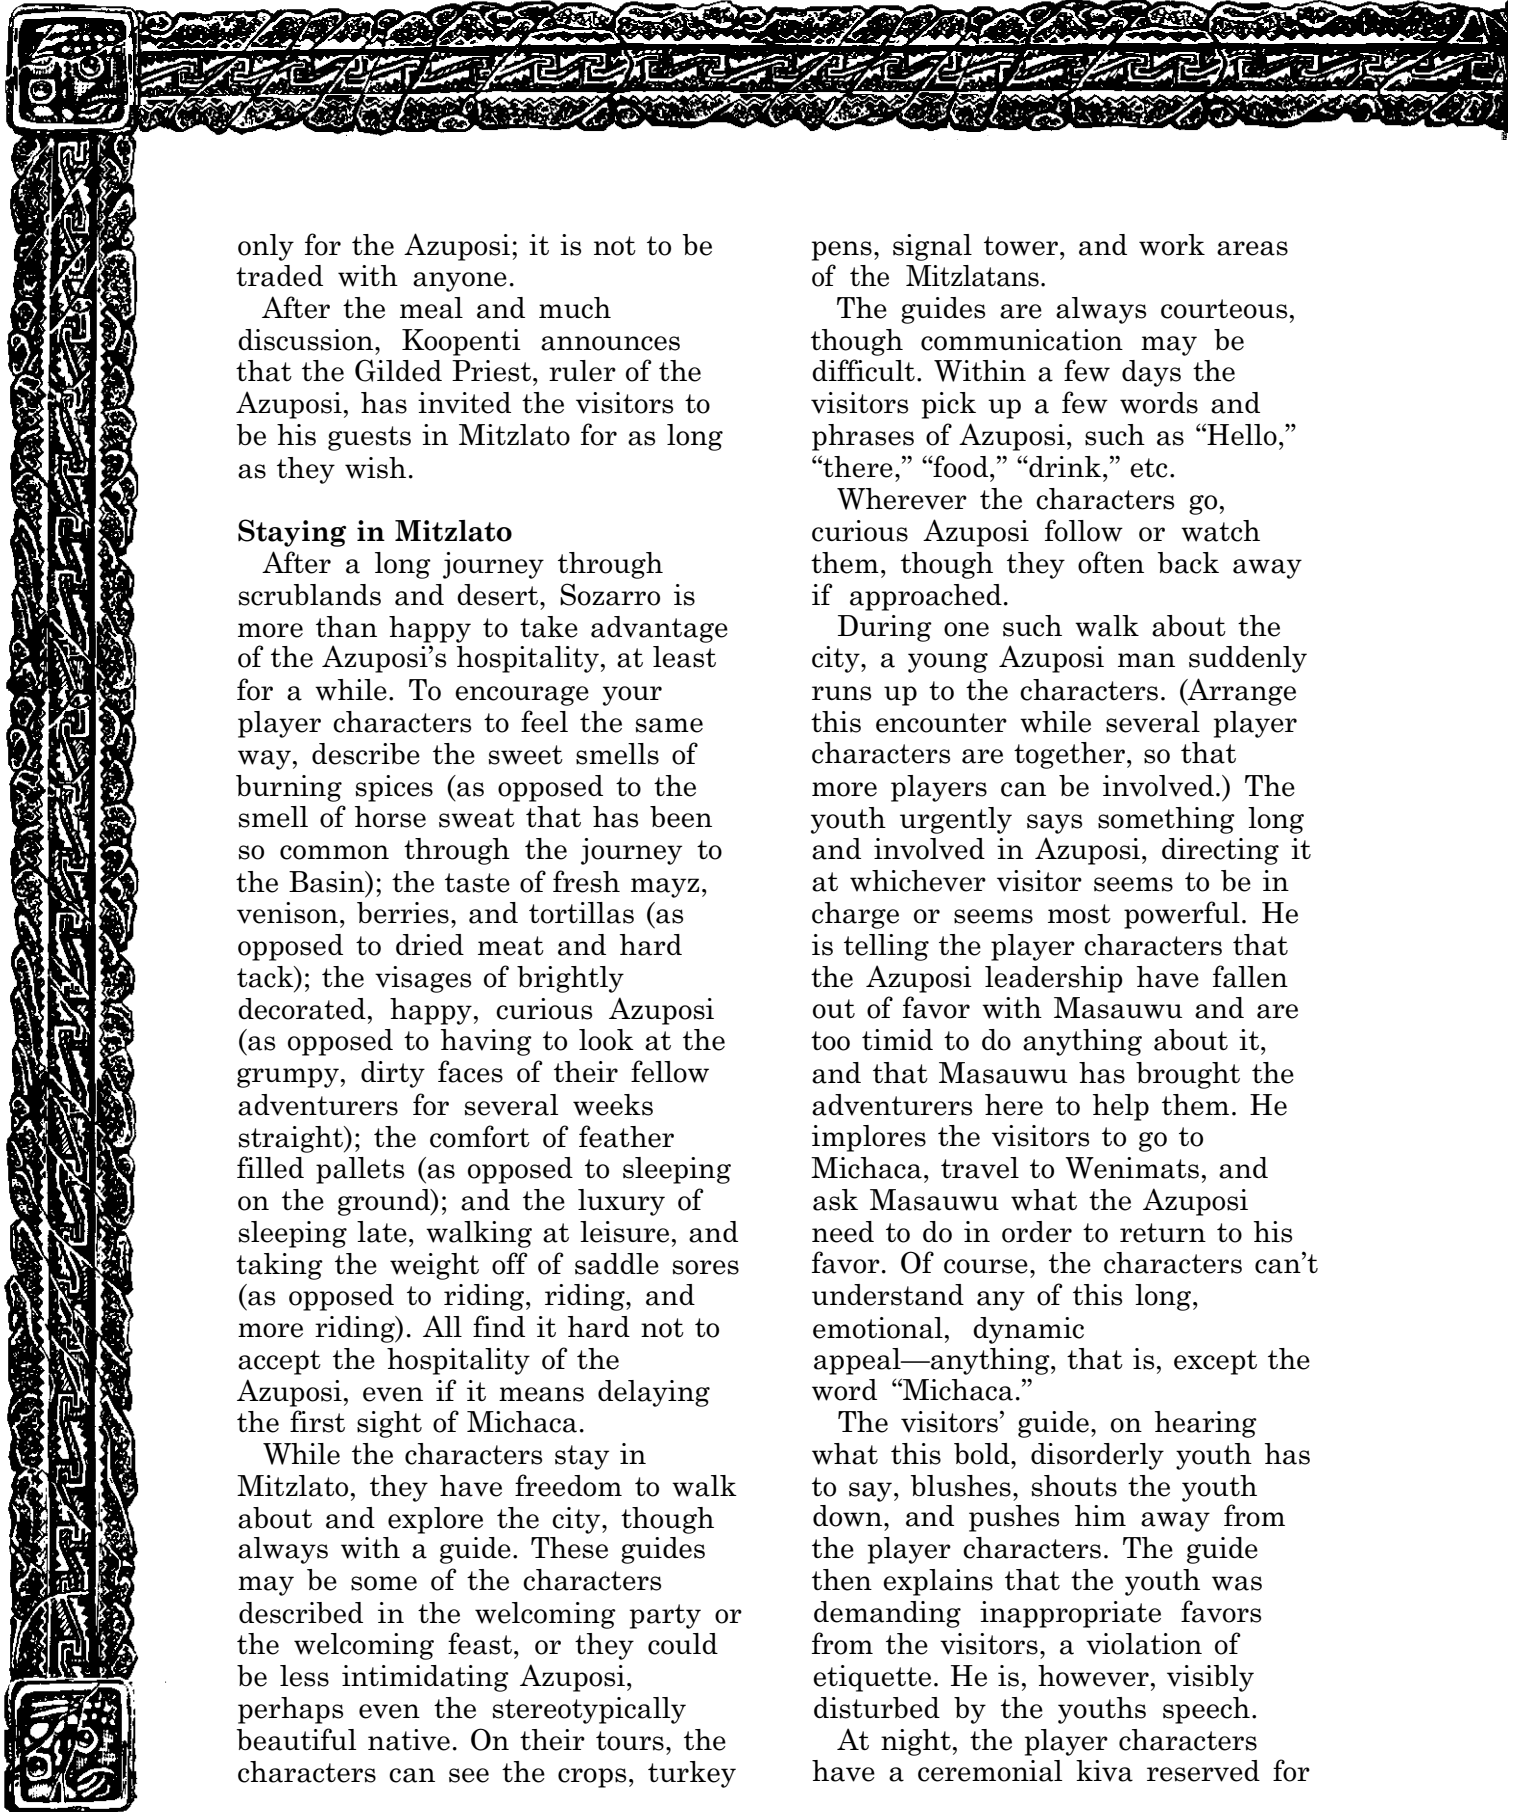 only for the Azuposi; it is not to be
traded with anyone.
After the meal and much
discussion, Koopenti announces
that the Gilded Priest, ruler of the
Azuposi, has invited the visitors to
be his guests in Mitzlato for as long
as they wish.
Staying in Mitzlato
After a long journey through
scrublands and desert, Sozarro is
more than happy to take advantage
of the Azuposi's hospitality, at least
for a while. To encourage your
player characters to feel the same
way, describe the sweet smells of
burning spices (as opposed to the
smell of horse sweat that has been
so common through the journey to
the Basin); the taste of fresh mayz,
venison, berries, and tortillas (as
opposed to dried meat and hard
tack); the visages of brightly
decorated, happy, curious Azuposi
(as opposed to having to look at the
grumpy, dirty faces of their fellow
adventurers for several weeks
straight); the comfort of feather
filled pallets (as opposed to sleeping
on the ground); and the luxury of
sleeping late, walking at leisure, and
taking the weight off of saddle sores
(as opposed to riding, riding, and
more riding). All find it hard not to
accept the hospitality of the
Azuposi, even if it means delaying
the first sight of Michaca.
While the characters stay in
Mitzlato, they have freedom to walk
about and explore the city, though
always with a guide. These guides
may be some of the characters
described in the welcoming party or
the welcoming feast, or they could
be less intimidating Azuposi,
perhaps even the stereotypically
beautiful native. On their tours, the
characters can see the crops, turkey
pens, signal tower, and work areas
of the Mitzlatans.
The guides are always courteous,
though communication may be
difficult. Within a few days the
visitors pick up a few words and
phrases of Azuposi, such as “Hello,”
“there,” “food,” “drink,” etc.
Wherever the characters go,
curious Azuposi follow or watch
them, though they often back away
if approached.
During one such walk about the
city, a young Azuposi man suddenly
runs up to the characters. (Arrange
this encounter while several player
characters are together, so that
more players can be involved.) The
youth urgently says something long
and involved in Azuposi, directing it
at whichever visitor seems to be in
charge or seems most powerful. He
is telling the player characters that
the Azuposi leadership have fallen
out of favor with Masauwu and are
too timid to do anything about it,
and that Masauwu has brought the
adventurers here to help them. He
implores the visitors to go to
Michaca, travel to Wenimats, and
ask Masauwu what the Azuposi
need to do in order to return to his
favor. Of course, the characters can't
understand any of this long,
emotional, dynamic
appeal—anything, that is, except the
word “Michaca.”
The visitors' guide, on hearing
what this bold, disorderly youth has
to say, blushes, shouts the youth
down, and pushes him away from
the player characters. The guide
then explains that the youth was
demanding inappropriate favors
from the visitors, a violation of
etiquette. He is, however, visibly
disturbed by the youths speech.
At night, the player characters
have a ceremonial kiva reserved for